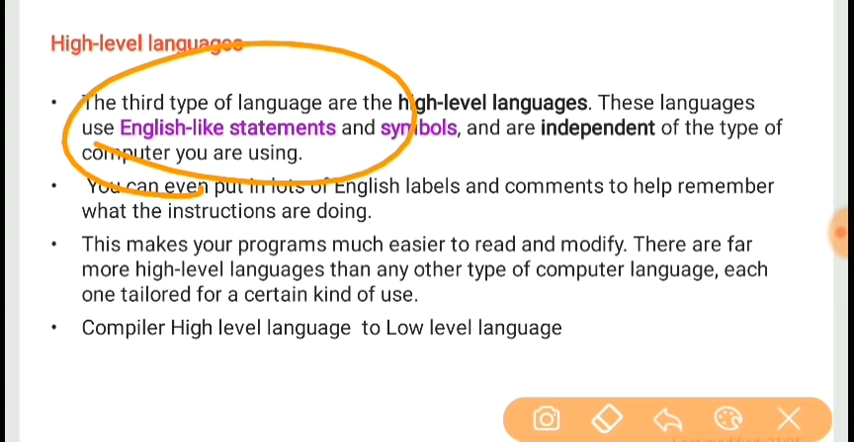 High-level languages
• The third type of language are the high-level languages. These languages
use English-like statements and symbols, and are independent of the type of
computer you are using.
• You can even put in lots of English labels and comments to help remember
what the instructions are doing.
• This makes your programs much easier to read and modify. There are far
more high-level languages than any other type of computer language, each
one tailored for a certain kind of use.
• Compiler High level language to Low level language